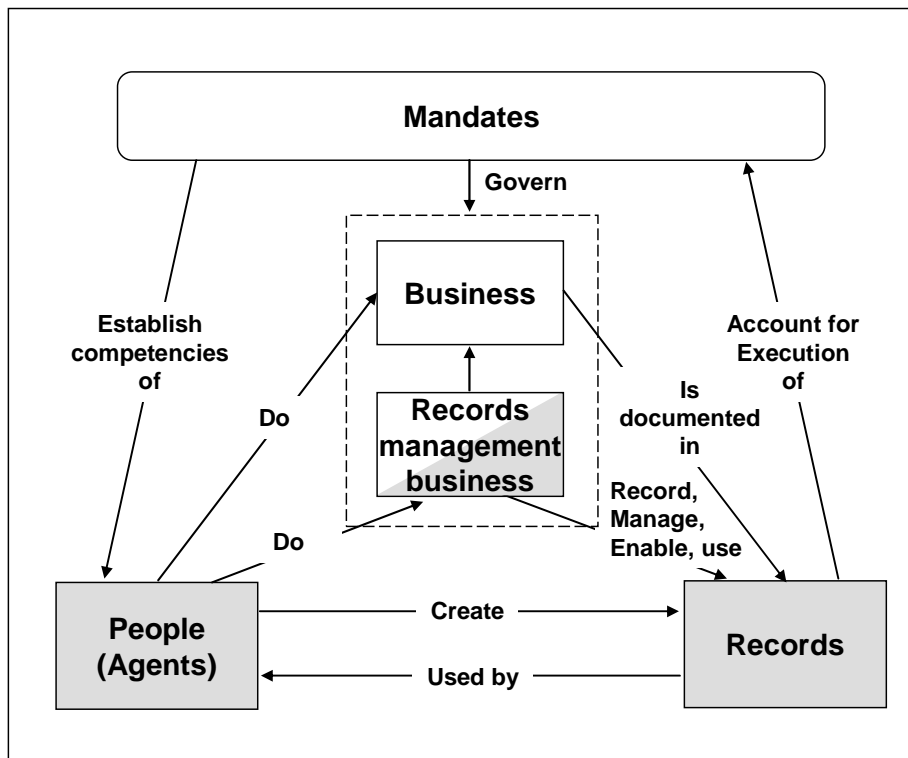 Mandates
Govern
Business
Establish
competencies
of
Account for
Execution
of
Do
Is
documented
in
Records
management
business
Record,
Manage,
Enable, use
Do
People
(Agents)
Create
Used by
Records